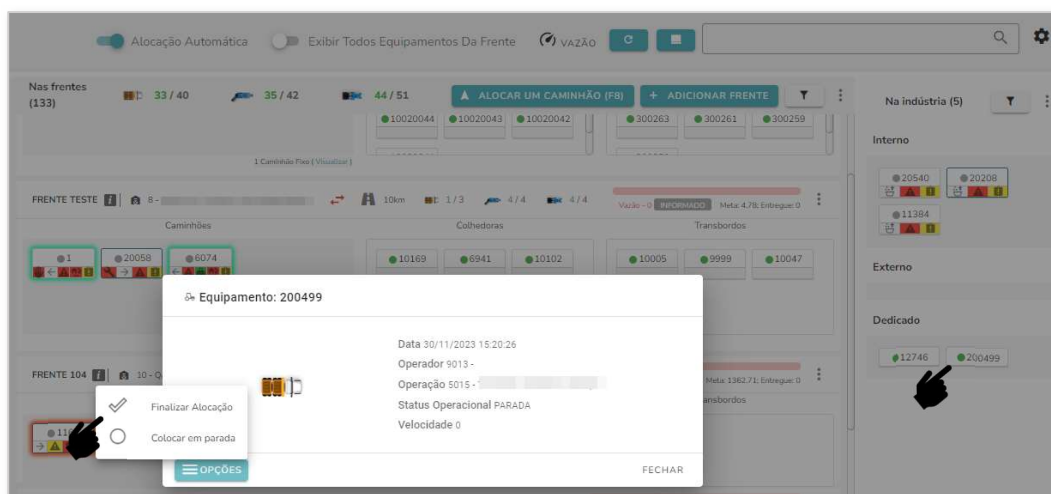 Alocação Automática Exibir Todos Equipamentos Da Frente VAZÃO
Nas frentes
(133)
33 / 40 35 / 42 44 / 51 ALOCAR UM CAMINHÃO (F8) + ADICIONAR FRENTE
Na indústria (5)
10020044 10020043 10020042 300263 300261 300259
Interno
1 Caminhão Fixo ( Visualizar )
20540 20208
11384
FRENTE TESTE 8 - 10km 1 / 3 4 / 4 4 / 4 Vazão - 0 INFORMADO Meta: 4.78; Entregue: 0
Caminhões Colhedoras Transbordos
1 20058 6074 10169 6941 10102 10005 9999 10047
Externo
Dedicado
12746 200499
Equipamento: 200499
Data 30/11/2023 15:20:26
Operador 9013 -
Operação 5015 -
Status Operacional PARADA
Velocidade 0
FRENTE 104 10 - Meta: 1362.71; Entregue: 0
ansbordos
Finalizar Alocação
Colocar em parada
OPÇÕES FECHAR